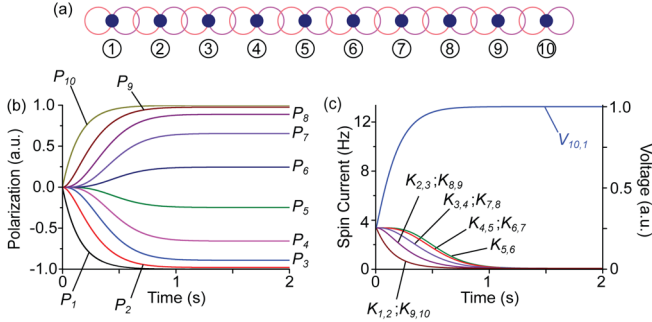 (a)
① ② ③ ④ ⑤ ⑥ ⑦ ⑧ ⑨ ⑩
(b)
Polarization (a.u.)
1.0
0.5
0.0
-0.5
-1.0
P10
P9
P8
P7
P6
P5
P4
P3
P1
P2
0 1 2
Time (s)
(c)
Spin Current (Hz)
12
8
4
0
V10,1
K2,3 ;K8,9
K3,4 ;K7,8
K4,5 ;K6,7
K5,6
K1,2 ;K9,10
0 1 2
Time (s)
1.0
0.5
0
Voltage (a.u.)